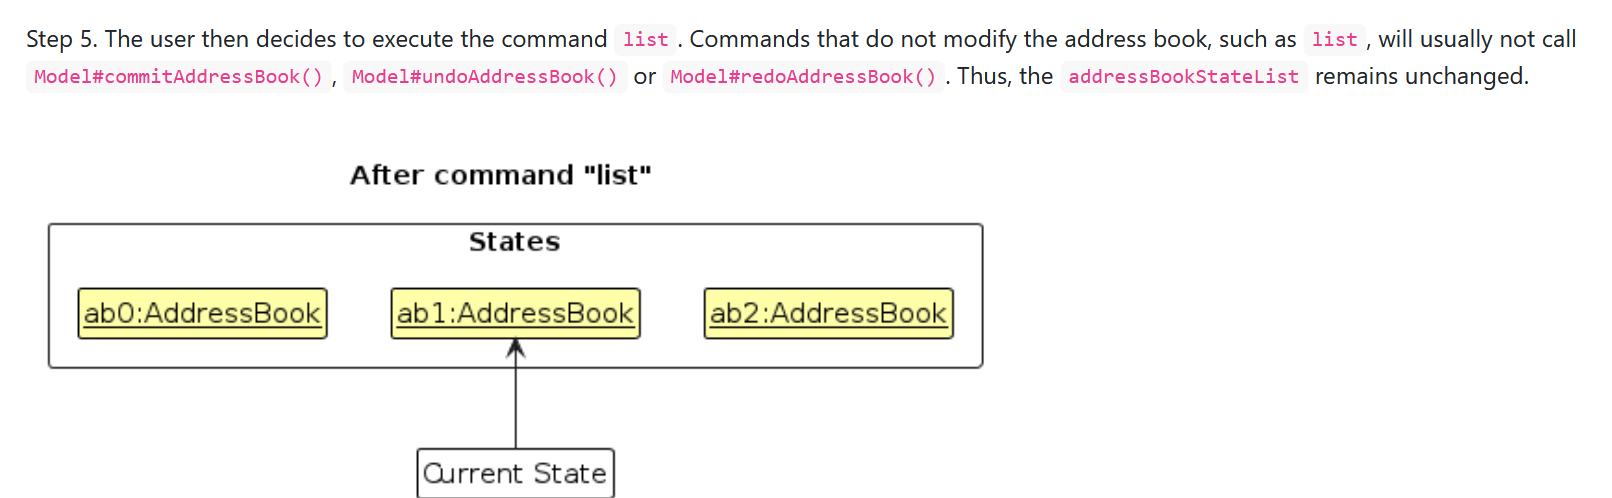 Step 5. The user then decides to execute the command list. Commands that do not modify the address book, such as list, will usually not call
Model#commitAddressBook(), Model#undoAddressBook() or Model#redoAddressBook(). Thus, the addressBookStateList remains unchanged.
After command "list"
States
ab0:AddressBook ab1:AddressBook ab2:AddressBook
Current State